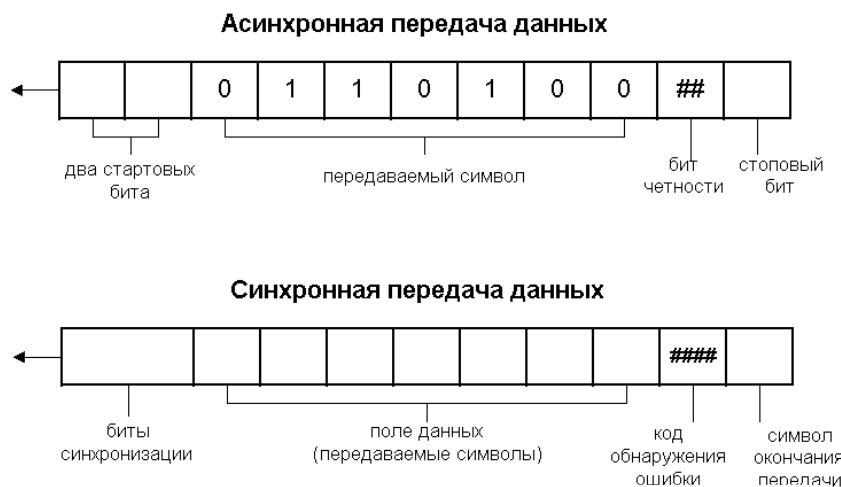 Асинхронная передача данных
0 1 1 0 1 0 0 ##
два стартовых
бита
передаваемый символ
бит
четности
стоповый
бит
Синхронная передача данных
####
биты
синхронизации
поле данных
(передаваемые символы)
код
обнаружения
ошибки
символ
окончания
передачи